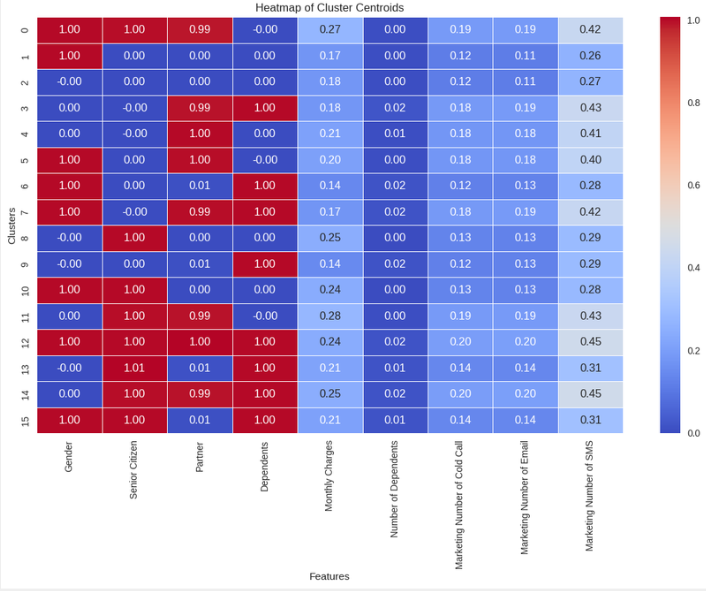 Heatmap of Cluster Centroids
0 1.00 1.00 0.99 -0.00 0.27 0.00 0.19 0.19 0.42
1 1.00 0.00 0.00 0.00 0.17 0.00 0.12 0.11 0.26
2 -0.00 0.00 0.00 0.00 0.18 0.00 0.12 0.11 0.27
3 0.00 -0.00 0.99 1.00 0.18 0.02 0.18 0.19 0.43
4 0.00 -0.00 1.00 0.00 0.21 0.01 0.18 0.18 0.41
5 1.00 0.00 1.00 -0.00 0.20 0.00 0.18 0.18 0.40
6 1.00 0.00 0.01 1.00 0.14 0.02 0.12 0.13 0.28
7 1.00 -0.00 0.99 1.00 0.17 0.02 0.18 0.19 0.42
8 -0.00 1.00 0.00 0.00 0.25 0.00 0.13 0.13 0.29
9 -0.00 0.00 0.01 1.00 0.14 0.02 0.12 0.13 0.29
10 1.00 1.00 0.00 0.00 0.24 0.00 0.13 0.13 0.28
11 0.00 1.00 0.99 -0.00 0.28 0.00 0.19 0.19 0.43
12 1.00 1.00 1.00 1.00 0.24 0.02 0.20 0.20 0.45
13 -0.00 1.01 0.01 1.00 0.21 0.01 0.14 0.14 0.31
14 0.00 1.00 0.99 1.00 0.25 0.02 0.20 0.20 0.45
15 1.00 1.00 0.01 1.00 0.21 0.01 0.14 0.14 0.31
Clusters
Gender
Senior Citizen
Partner
Dependents
Monthly Charges
Number of Dependents
Marketing Number of Cold Call
Marketing Number of Email
Marketing Number of SMS
Features
1.0
0.8
0.6
0.4
0.2
0.0